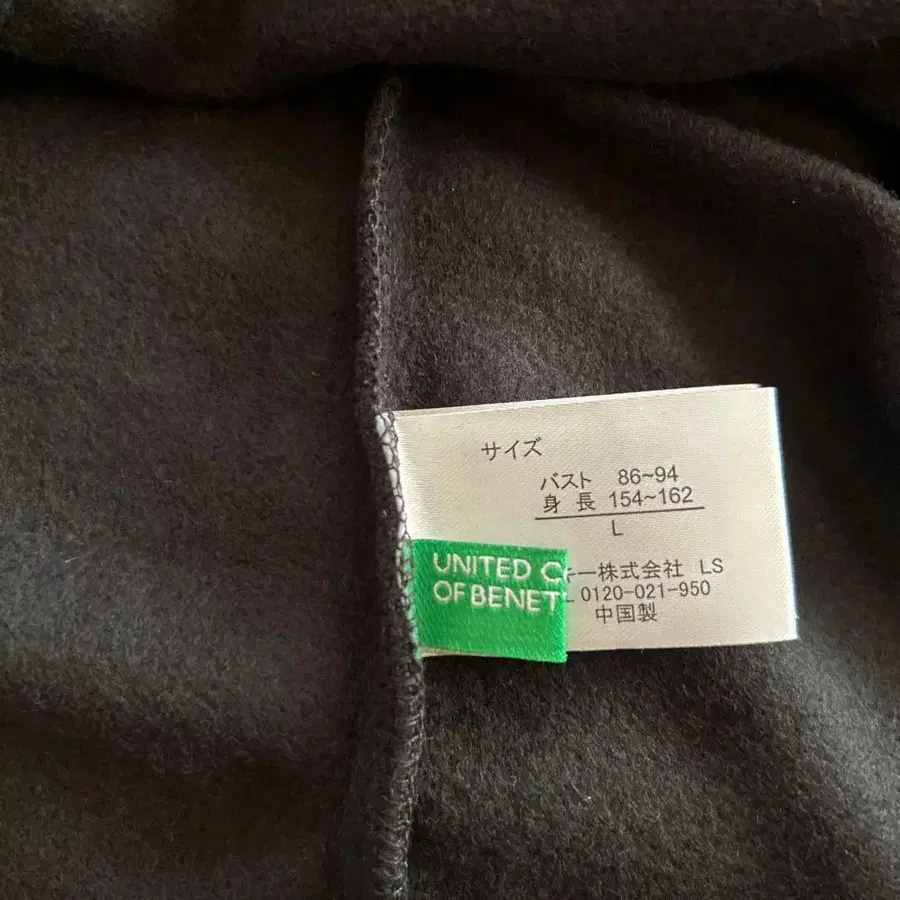 サイズ
バスト 86~94
身 長 154~162
L
UNITED C
OF BENET
ー株式会社 LS
0120-021-950
中国製